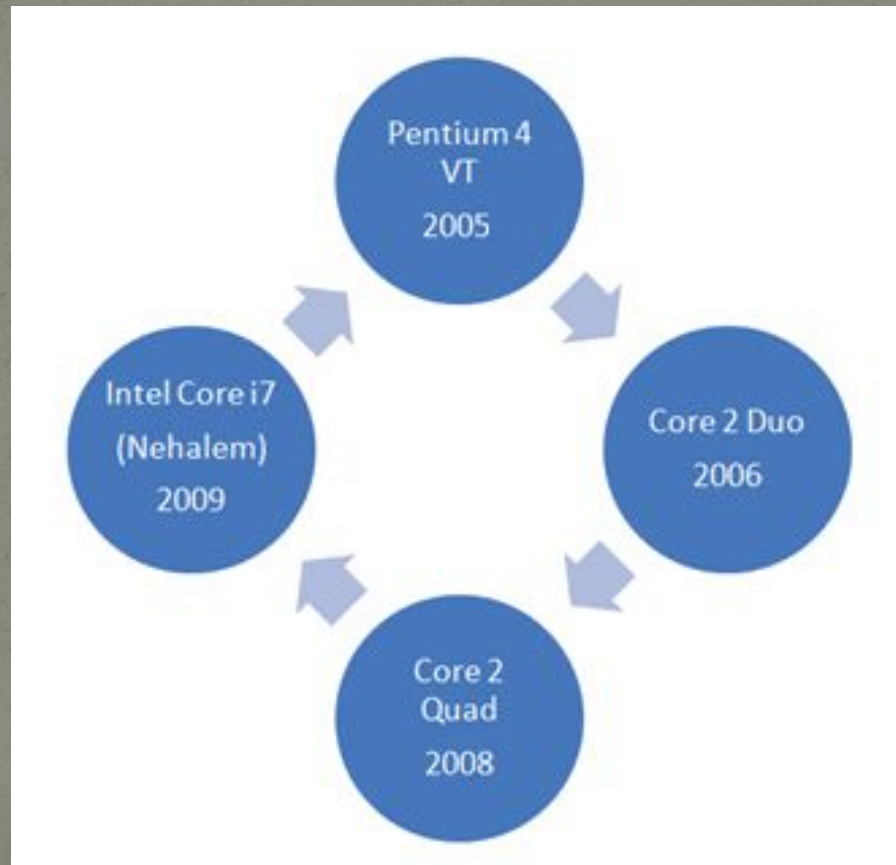 Pentium 4
VT
2005
Core 2 Duo
2006
Core 2
Quad
2008
Intel Core i7
(Nehalem)
2009